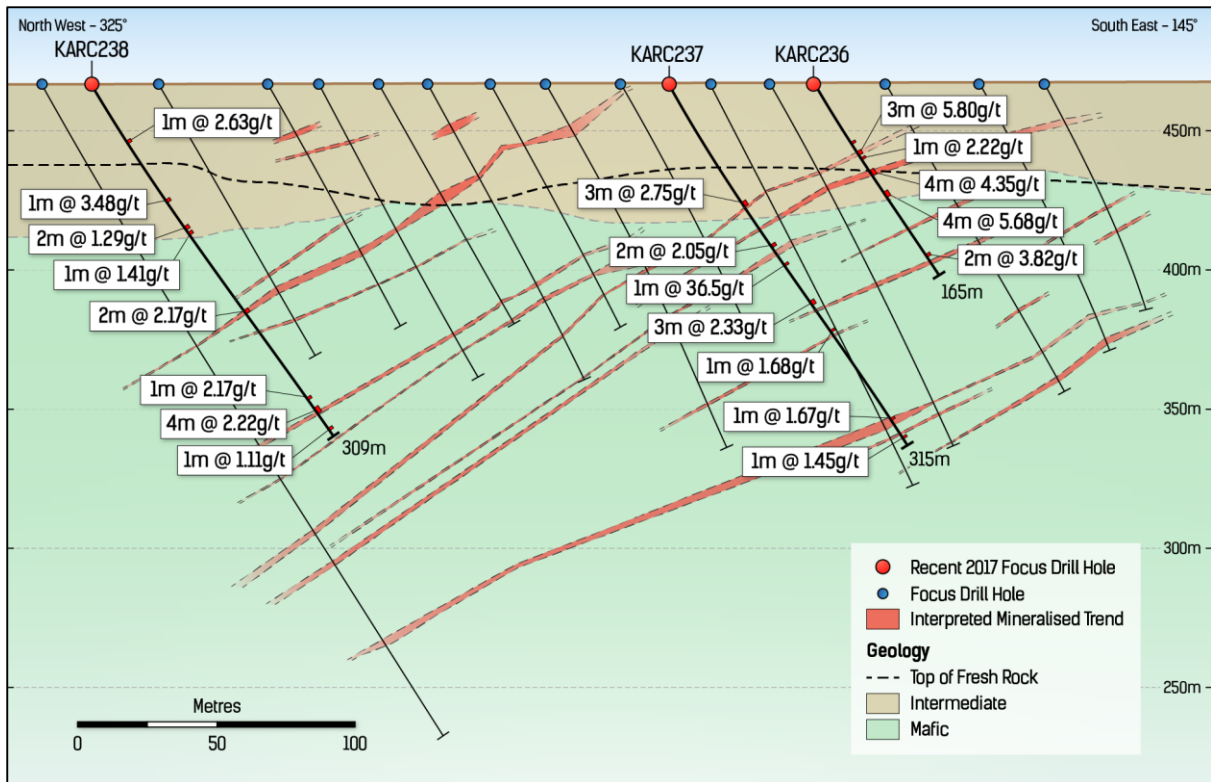 North West – 325°
South East – 145°
KARC238
KARC237
KARC236
1m @ 2.63g/t
1m @ 3.48g/t
2m @ 1.29g/t
1m @ 1.41g/t
2m @ 2.17g/t
1m @ 2.17g/t
4m @ 2.22g/t
1m @ 1.11g/t
309m
3m @ 2.75g/t
2m @ 2.05g/t
1m @ 36.5g/t
3m @ 2.33g/t
1m @ 1.68g/t
1m @ 1.67g/t
1m @ 1.45g/t
315m
3m @ 5.80g/t
1m @ 2.22g/t
4m @ 4.35g/t
4m @ 5.68g/t
2m @ 3.82g/t
165m
450m
400m
350m
300m
250m
Metres
0 50 100
Recent 2017 Focus Drill Hole
Focus Drill Hole
Interpreted Mineralised Trend
Geology
Top of Fresh Rock
Intermediate
Mafic